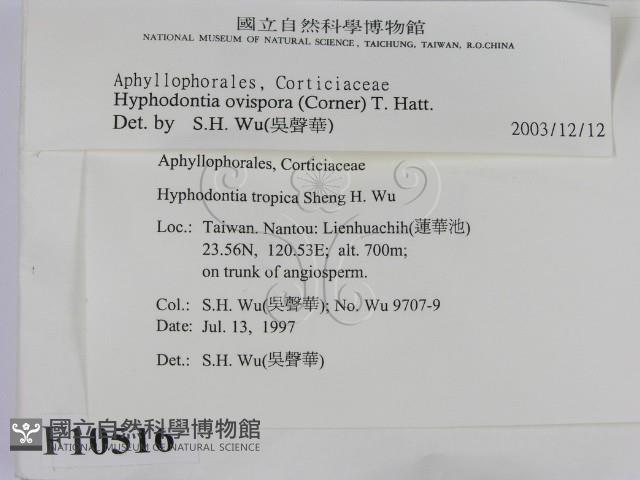 國立自然科學博物館
NATIONAL MUSEUM OF NATURAL SCIENCE, TAICHUNG, TAIWAN, R.O.CHINA
Aphyllophorales, Corticiaceae
Hyphodontia ovispora (Corner) T. Hatt.
Det. by S.H. Wu(吳聲華)
2003/12/12
Aphyllophorales, Corticiaceae
Hyphodontia tropica Sheng H. Wu
Loc.: Taiwan. Nantou: Lienhuachih(蓮華池)
23.56N, 120.53E; alt. 700m;
on trunk of angiosperm.
Col.: S.H. Wu(吳聲華); No. Wu 9707-9
Date: Jul. 13, 1997
Det.: S.H. Wu(吳聲華)
國立自然科學博物館
NATIONAL MUSEUM OF NATURAL SCIENCE
F10516